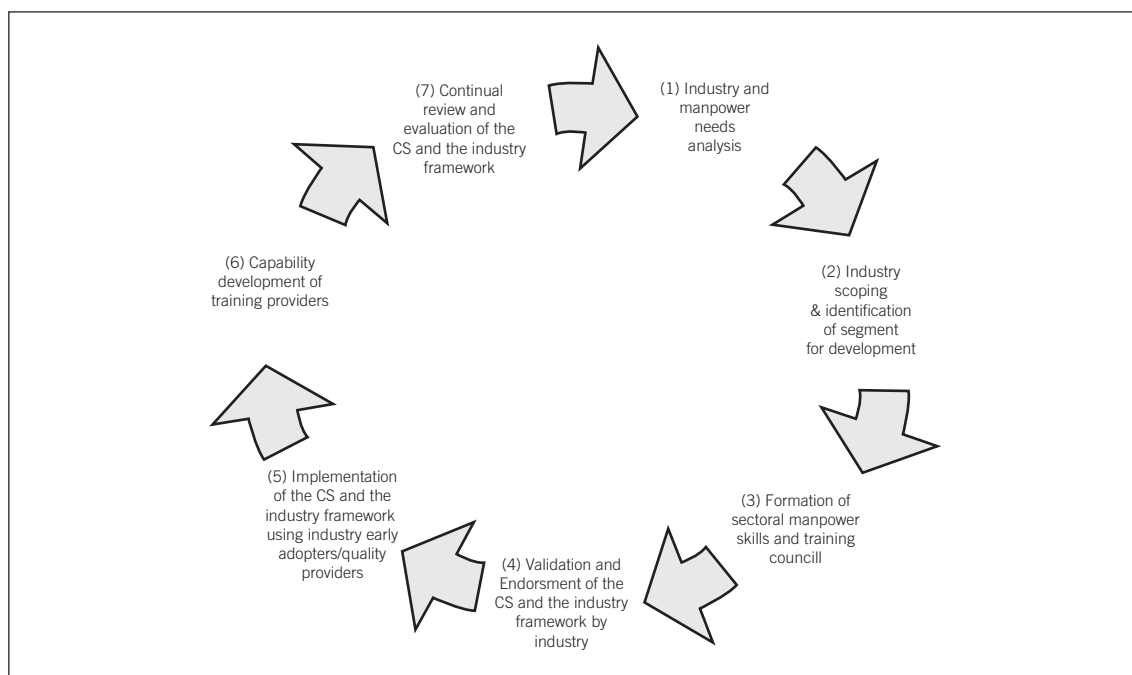 (1) Industry and
manpower
needs
analysis
(2) Industry
scoping
& identification
of segment
for development
(3) Formation of
sectoral manpower
skills and training
councill
(4) Validation and
Endorsment of the
CS and the industry
framework by
industry
(5) Implementation
of the CS and the
industry framework
using industry early
adopters/quality
providers
(6) Capability
development of
training providers
(7) Continual
review and
evaluation of the
CS and the industry
framework